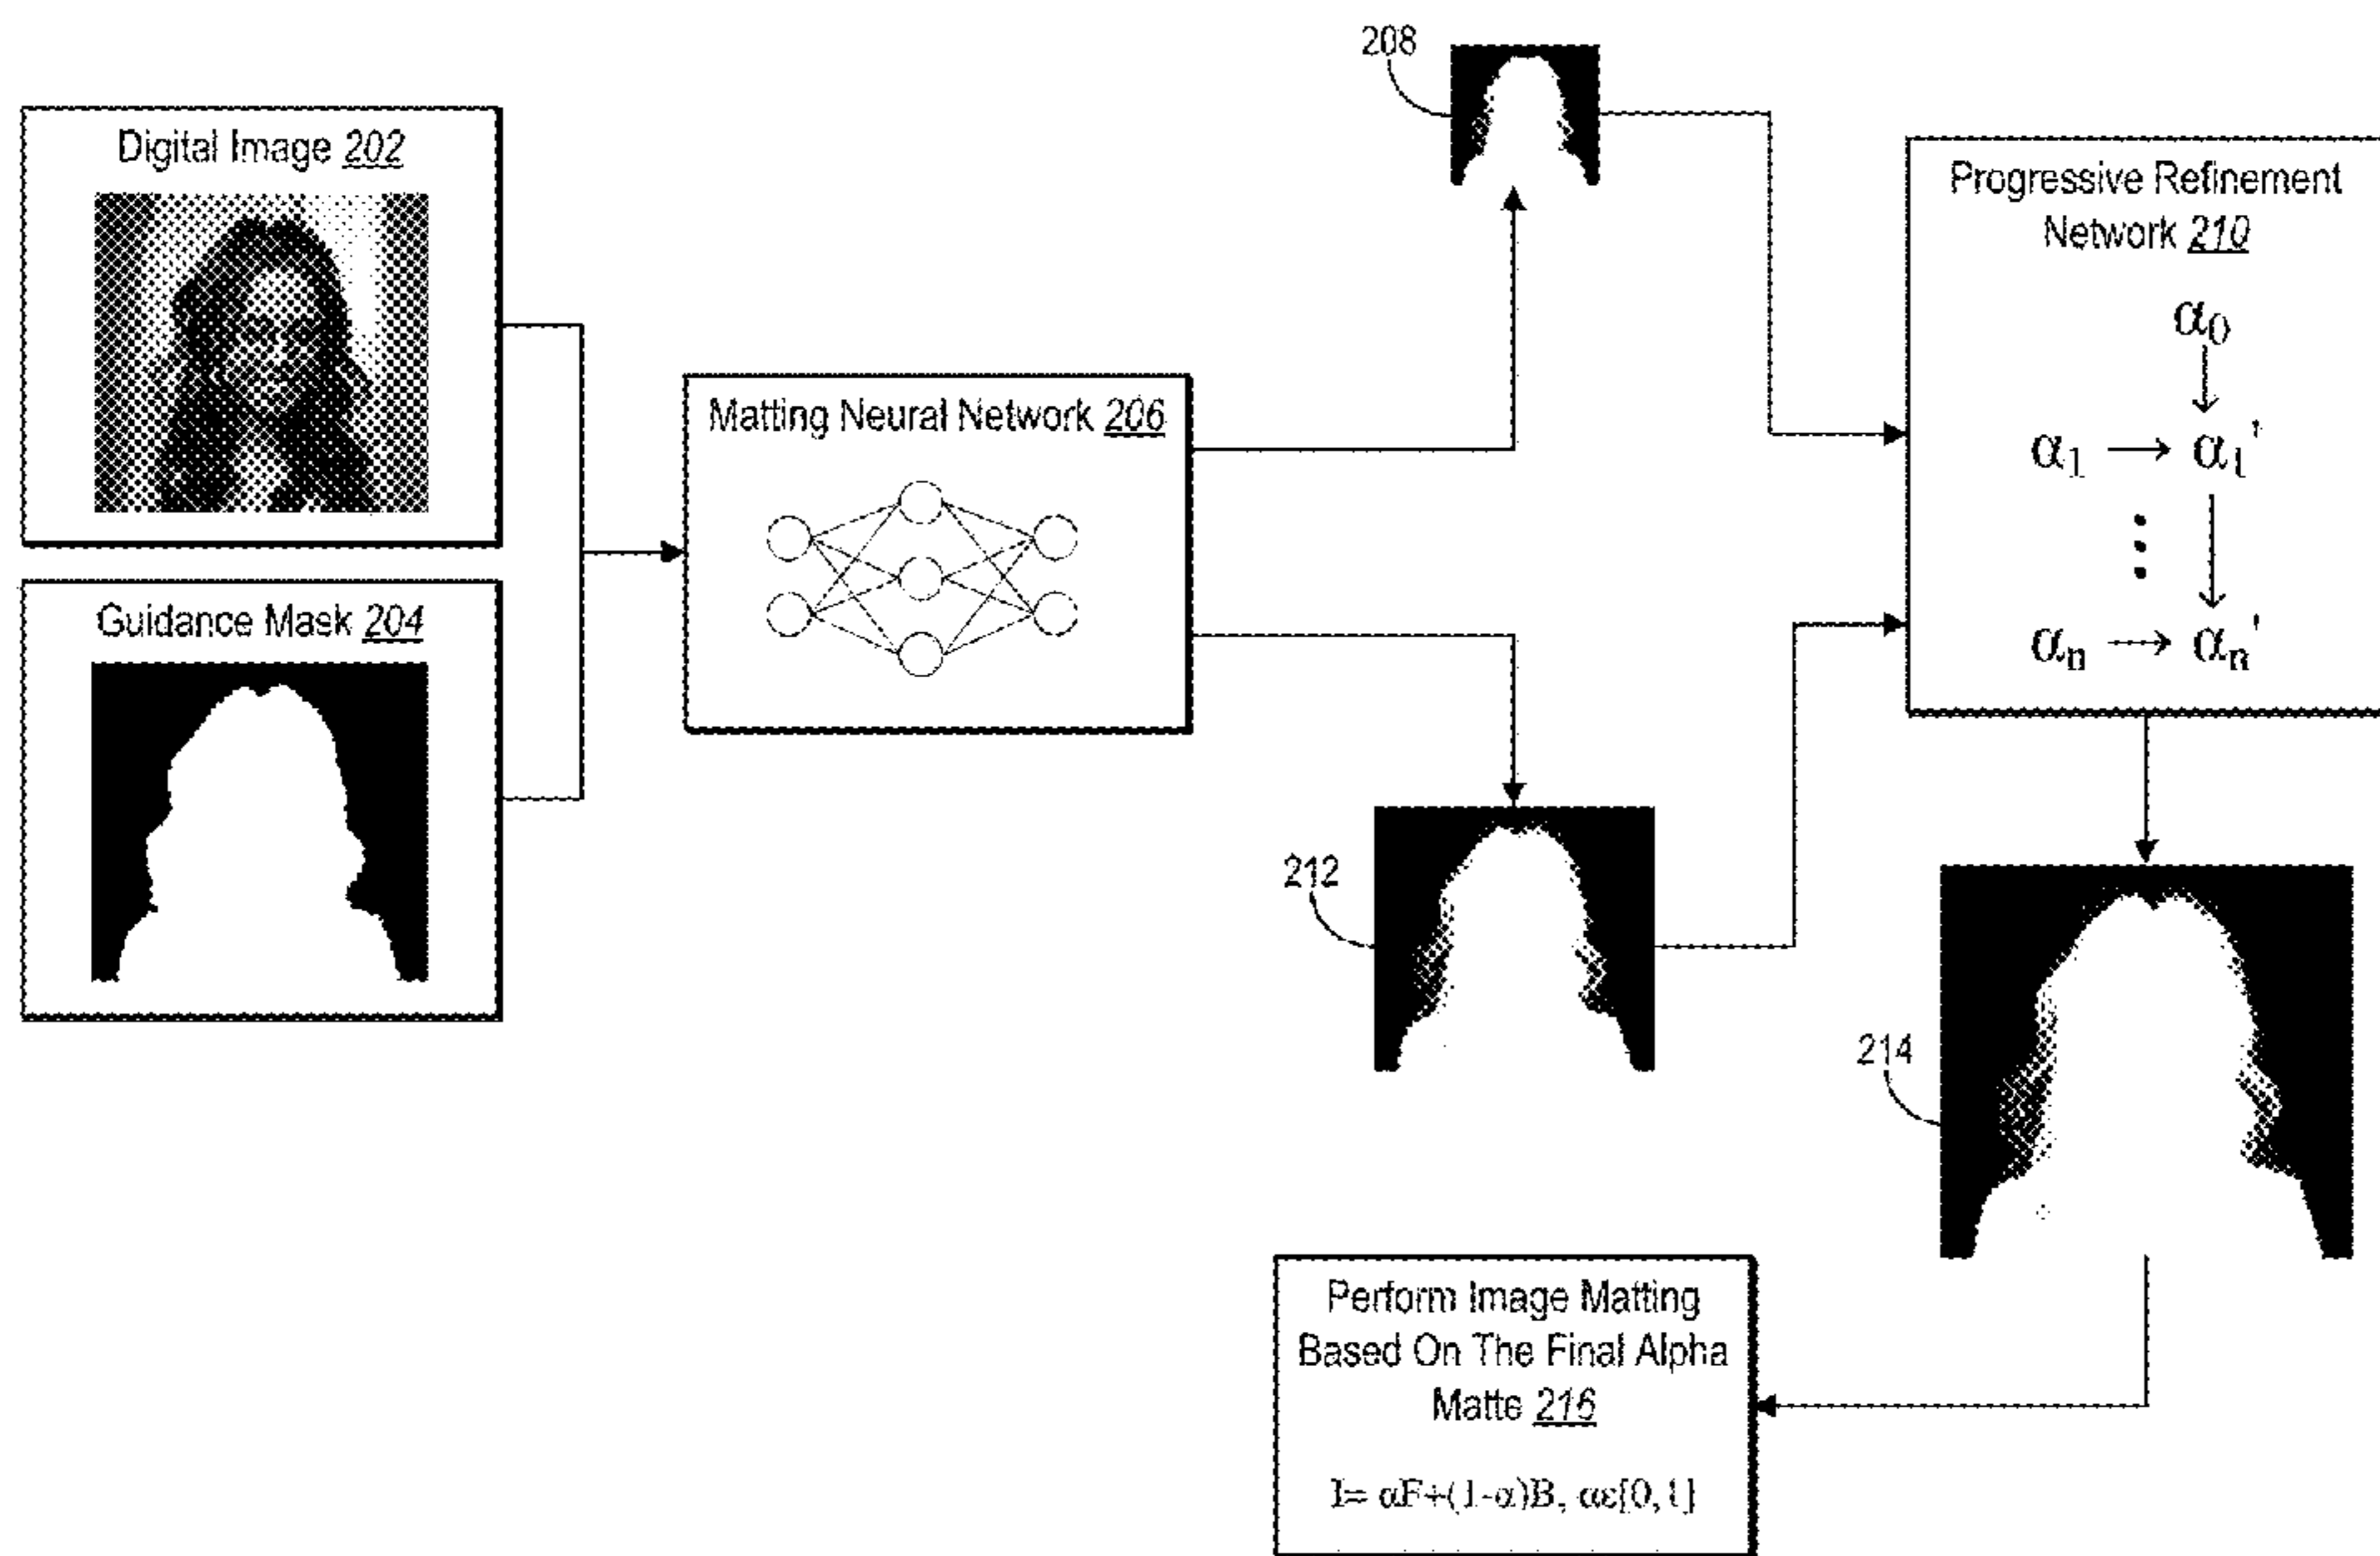 Digital Image 202
Guidance Mask 204
Matting Neural Network 206
208
212
Progressive Refinement
Network 210
α₀
α₁ → α₁'
αₙ → αₙ'
214
Perform Image Matting
Based On The Final Alpha
Matte 216
I= αF+(1-α)B, αε[0,1]